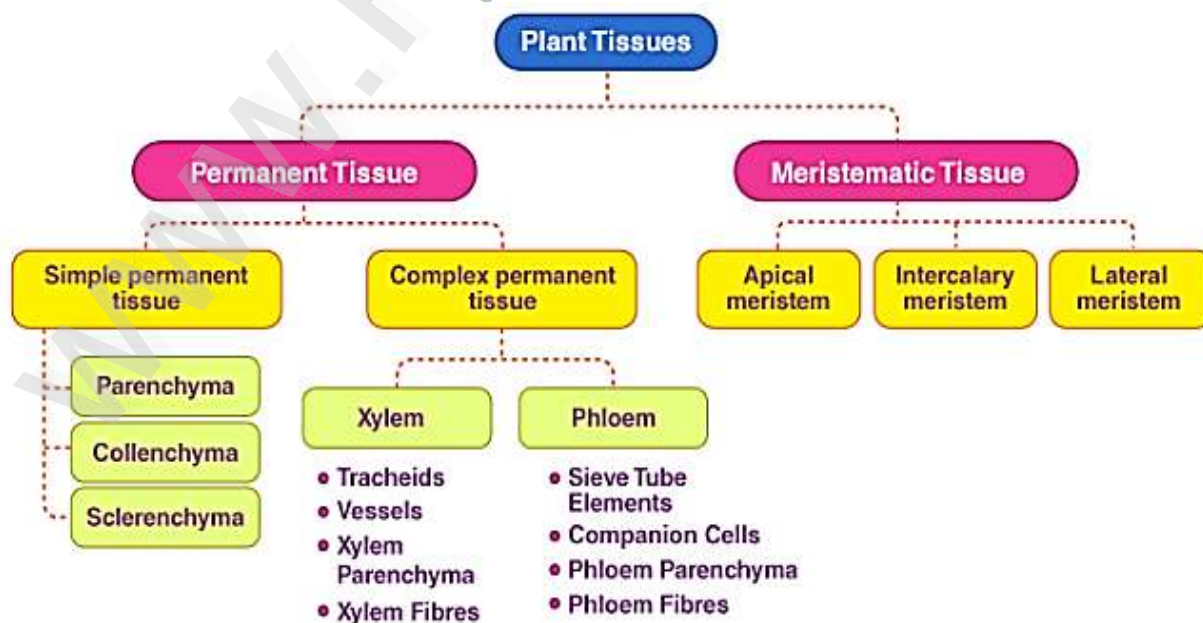 Plant Tissues
Permanent Tissue
Meristematic Tissue
Simple permanent
tissue
Complex permanent
tissue
Apical
meristem
Intercalary
meristem
Lateral
meristem
Parenchyma
Collenchyma
Sclerenchyma
Xylem
• Tracheids
• Vessels
• Xylem
Parenchyma
• Xylem Fibres
Phloem
• Sieve Tube
Elements
• Companion Cells
• Phloem Parenchyma
• Phloem Fibres
www.